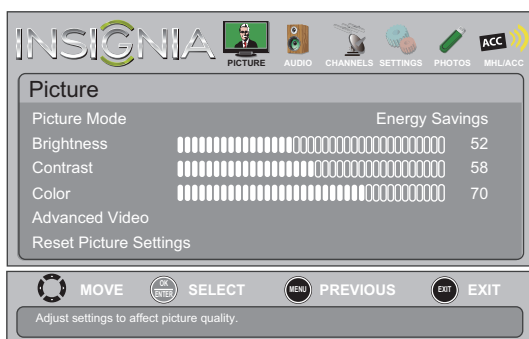 INSIGNIA
PICTURE AUDIO CHANNELS SETTINGS PHOTOS ACC MHL/ACC
Picture
Picture Mode Energy Savings
Brightness 52
Contrast 58
Color 70
Advanced Video
Reset Picture Settings
MOVE OK ENTER SELECT MENU PREVIOUS EXIT EXIT
Adjust settings to affect picture quality.